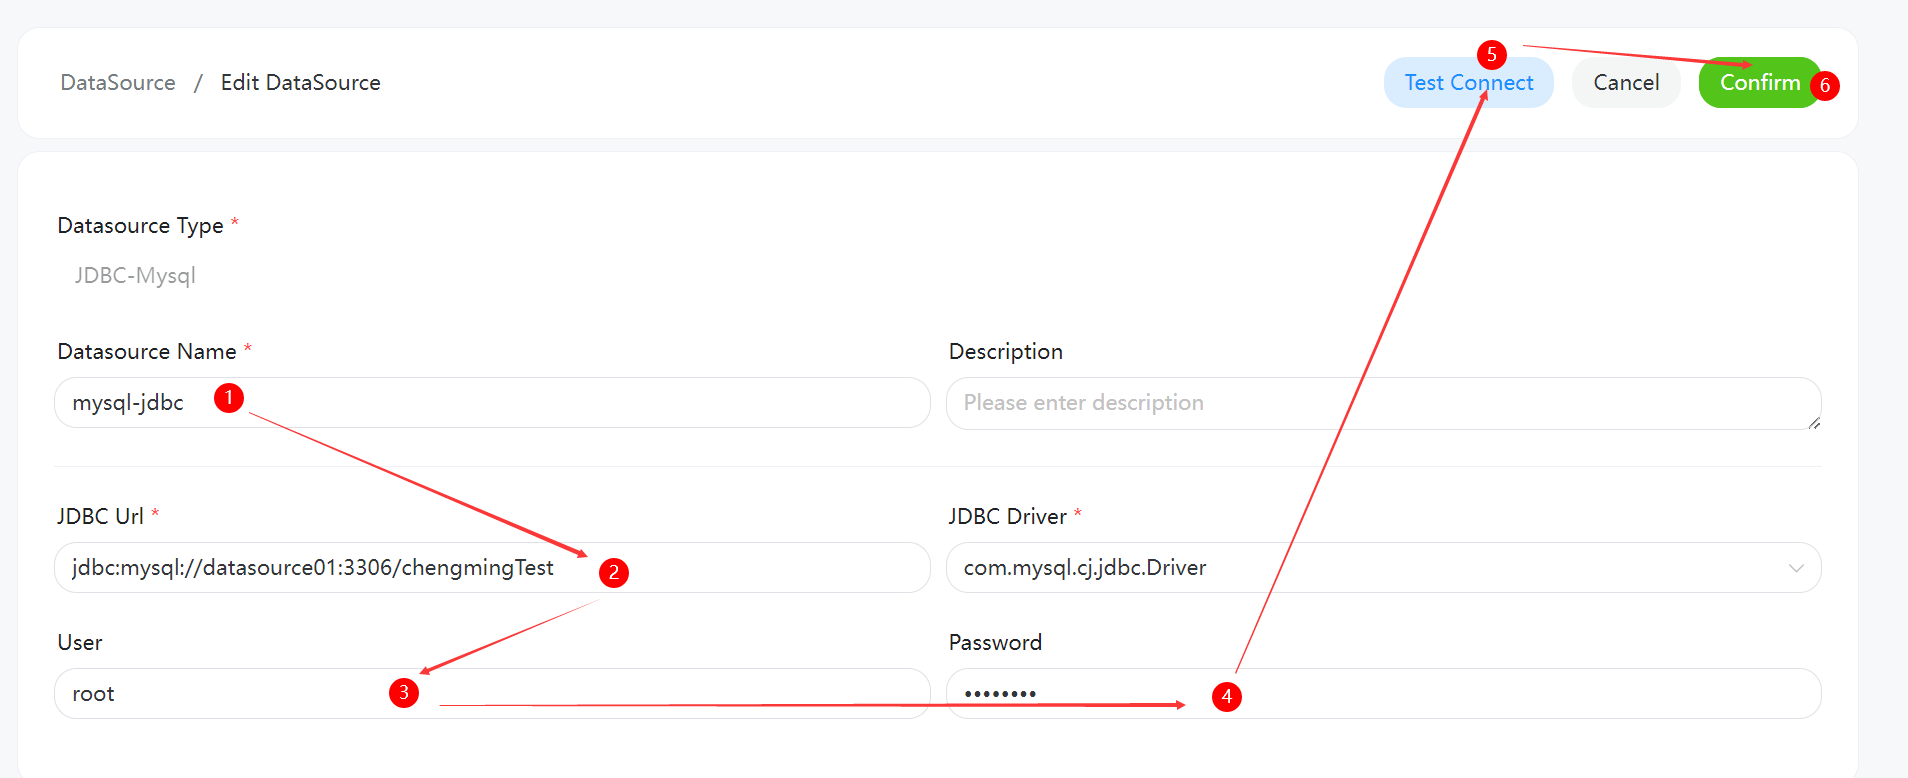 DataSource / Edit DataSource
Test Connect 5
Cancel
Confirm 6
Datasource Type *
JDBC-Mysql
Datasource Name *
Description
mysql-jdbc 1
Please enter description
JDBC Url *
JDBC Driver *
jdbc:mysql://datasource01:3306/chengmingTest 2
com.mysql.cj.jdbc.Driver
User
Password
root 3
•••••••• 4